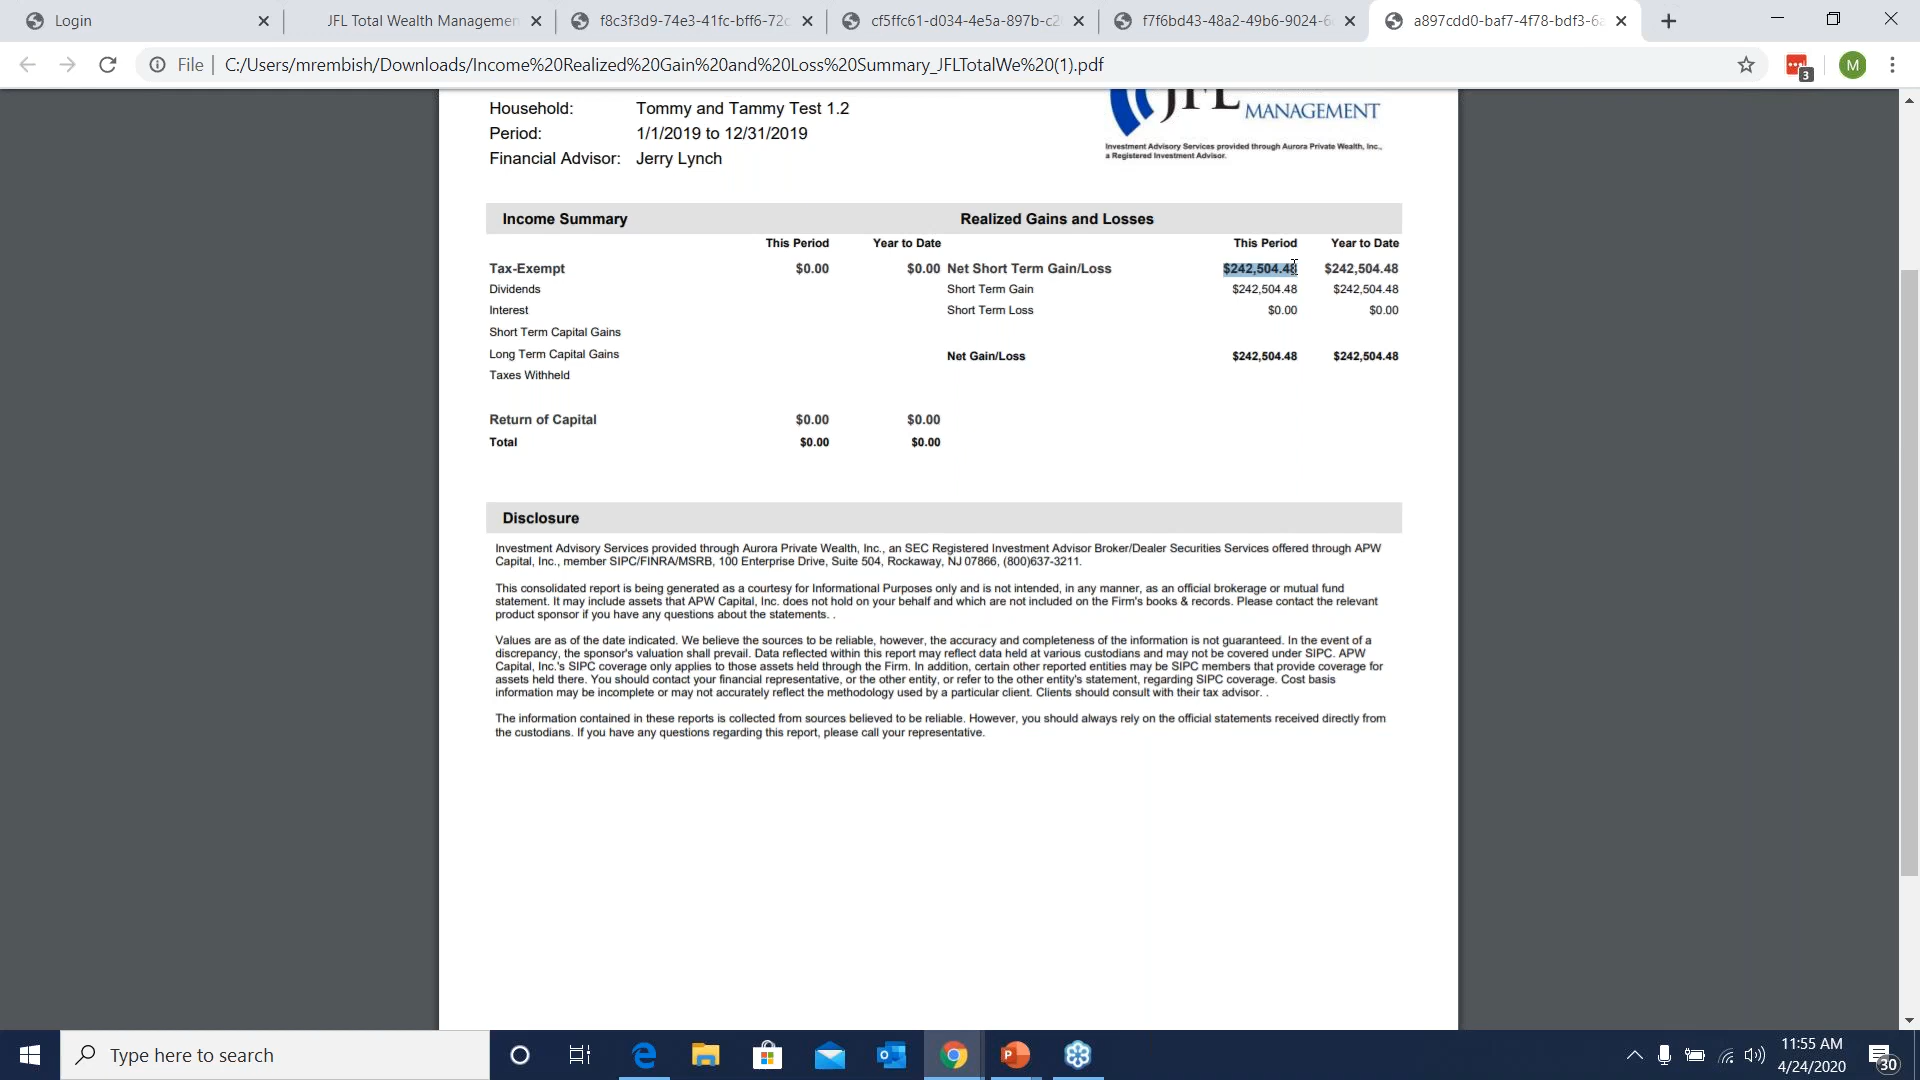 Login
JFL Total Wealth Managemen
f8c3f3d9-74e3-41fc-bff6-72c
cf5ffc61-d034-4e5a-897b-c2
f7f6bd43-48a2-49b6-9024-6
a897cdd0-baf7-4f78-bdf3-6a
File | C:/Users/mrembish/Downloads/Income%20Realized%20Gain%20and%20Loss%20Summary_JFLTotalWe%20(1).pdf
3
M
Household: Tommy and Tammy Test 1.2
Period: 1/1/2019 to 12/31/2019
Financial Advisor: Jerry Lynch
JFL MANAGEMENT
Investment Advisory Services provided through Aurora Private Wealth, Inc.,
a Registered Investment Advisor.
Income Summary Realized Gains and Losses
This Period Year to Date This Period Year to Date
Tax-Exempt $0.00 $0.00 Net Short Term Gain/Loss $242,504.48 $242,504.48
Dividends Short Term Gain $242,504.48 $242,504.48
Interest Short Term Loss $0.00 $0.00
Short Term Capital Gains
Long Term Capital Gains Net Gain/Loss $242,504.48 $242,504.48
Taxes Withheld
Return of Capital $0.00 $0.00
Total $0.00 $0.00
Disclosure
Investment Advisory Services provided through Aurora Private Wealth, Inc., an SEC Registered Investment Advisor Broker/Dealer Securities Services offered through APW
Capital, Inc., member SIPC/FINRA/MSRB, 100 Enterprise Drive, Suite 504, Rockaway, NJ 07866, (800)637-3211.
This consolidated report is being generated as a courtesy for Informational Purposes only and is not intended, in any manner, as an official brokerage or mutual fund
statement. It may include assets that APW Capital, Inc. does not hold on your behalf and which are not included on the Firm's books & records. Please contact the relevant
product sponsor if you have any questions about the statements. .
Values are as of the date indicated. We believe the sources to be reliable, however, the accuracy and completeness of the information is not guaranteed. In the event of a
discrepancy, the sponsor's valuation shall prevail. Data reflected within this report may reflect data held at various custodians and may not be covered under SIPC. APW
Capital, Inc.'s SIPC coverage only applies to those assets held through the Firm. In addition, certain other reported entities may be SIPC members that provide coverage for
assets held there. You should contact your financial representative, or the other entity, or refer to the other entity's statement, regarding SIPC coverage. Cost basis
information may be incomplete or may not accurately reflect the methodology used by a particular client. Clients should consult with their tax advisor. .
The information contained in these reports is collected from sources believed to be reliable. However, you should always rely on the official statements received directly from
the custodians. If you have any questions regarding this report, please call your representative.
Type here to search
11:55 AM
4/24/2020
30